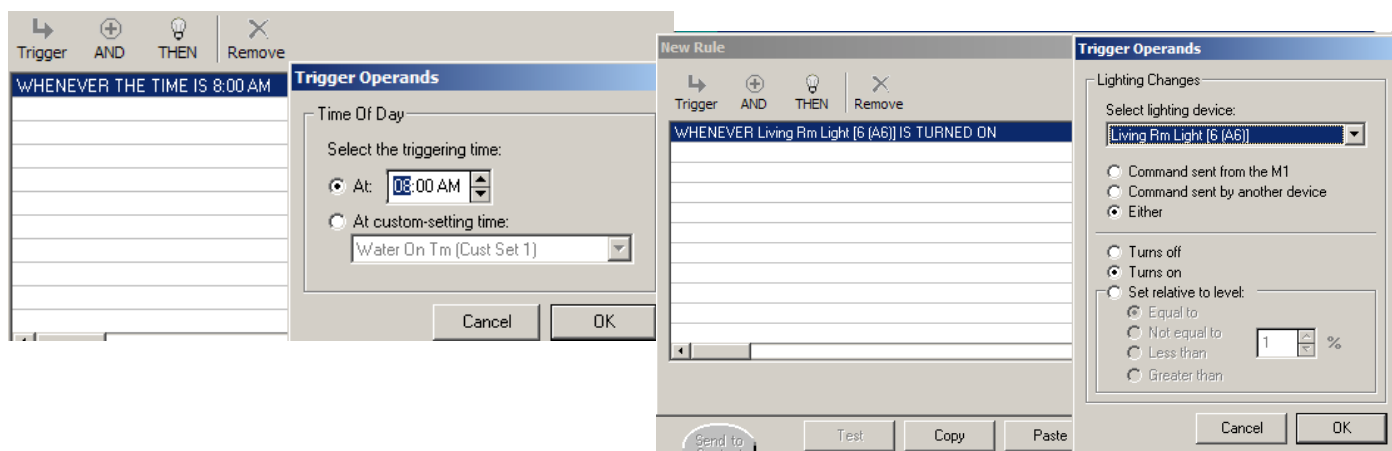 Trigger AND THEN Remove
WHENEVER THE TIME IS 8:00 AM
Trigger Operands
Time Of Day
Select the triggering time:
At: 08:00 AM
At custom-setting time:
Water On Tm (Cust Set 1)
Cancel OK
New Rule
Trigger AND THEN Remove
WHENEVER Living Rm Light [6 (A6)] IS TURNED ON
Send to
Test Copy Paste
Trigger Operands
Lighting Changes
Select lighting device:
Living Rm Light [6 (A6)]
Command sent from the M1
Command sent by another device
Either
Turns off
Turns on
Set relative to level:
Equal to
Not equal to
Less than
Greater than
1 %
Cancel OK